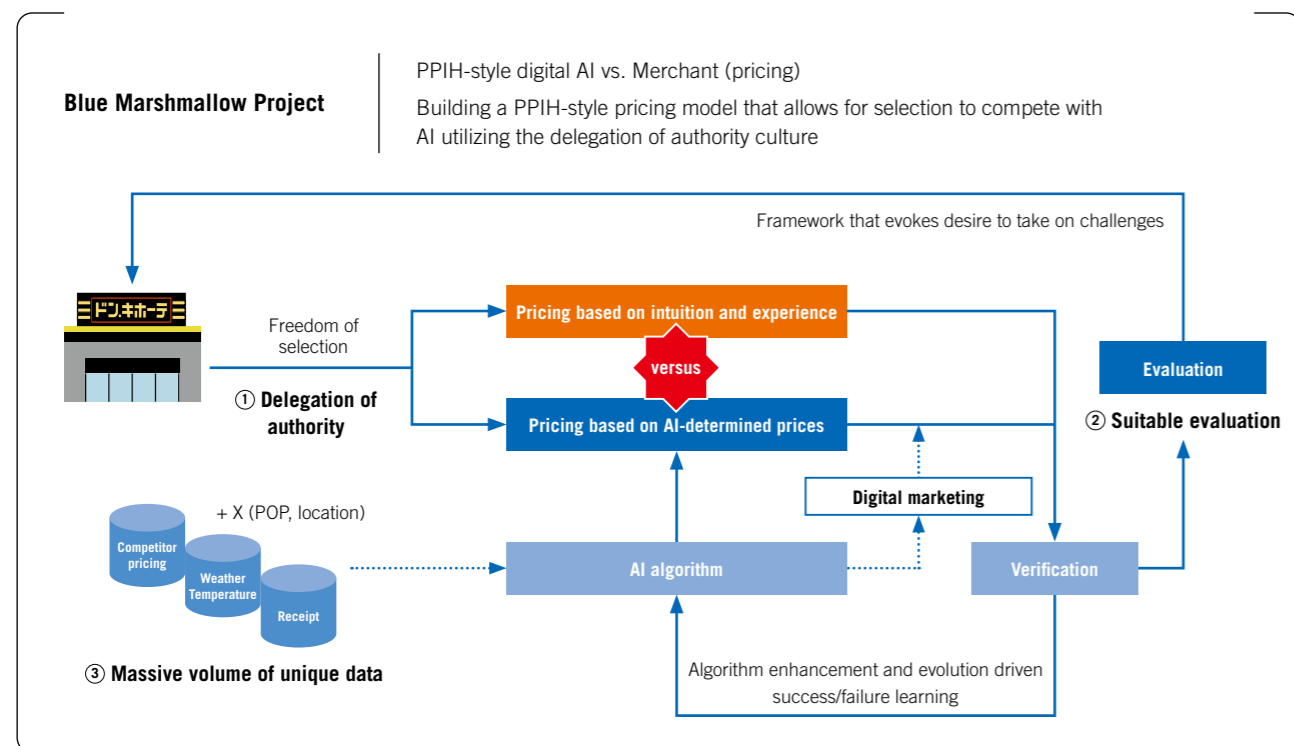 Blue Marshmallow Project
PPIH-style digital AI vs. Merchant (pricing)
Building a PPIH-style pricing model that allows for selection to compete with
AI utilizing the delegation of authority culture
Framework that evokes desire to take on challenges
ドン.キホーテ
Freedom of
selection
① Delegation of
authority
Pricing based on intuition and experience
versus
Pricing based on AI-determined prices
Evaluation
② Suitable evaluation
Digital marketing
+ X (POP, location)
Competitor
pricing
Weather
Temperature
Receipt
AI algorithm
Verification
③ Massive volume of unique data
Algorithm enhancement and evolution driven
success/failure learning